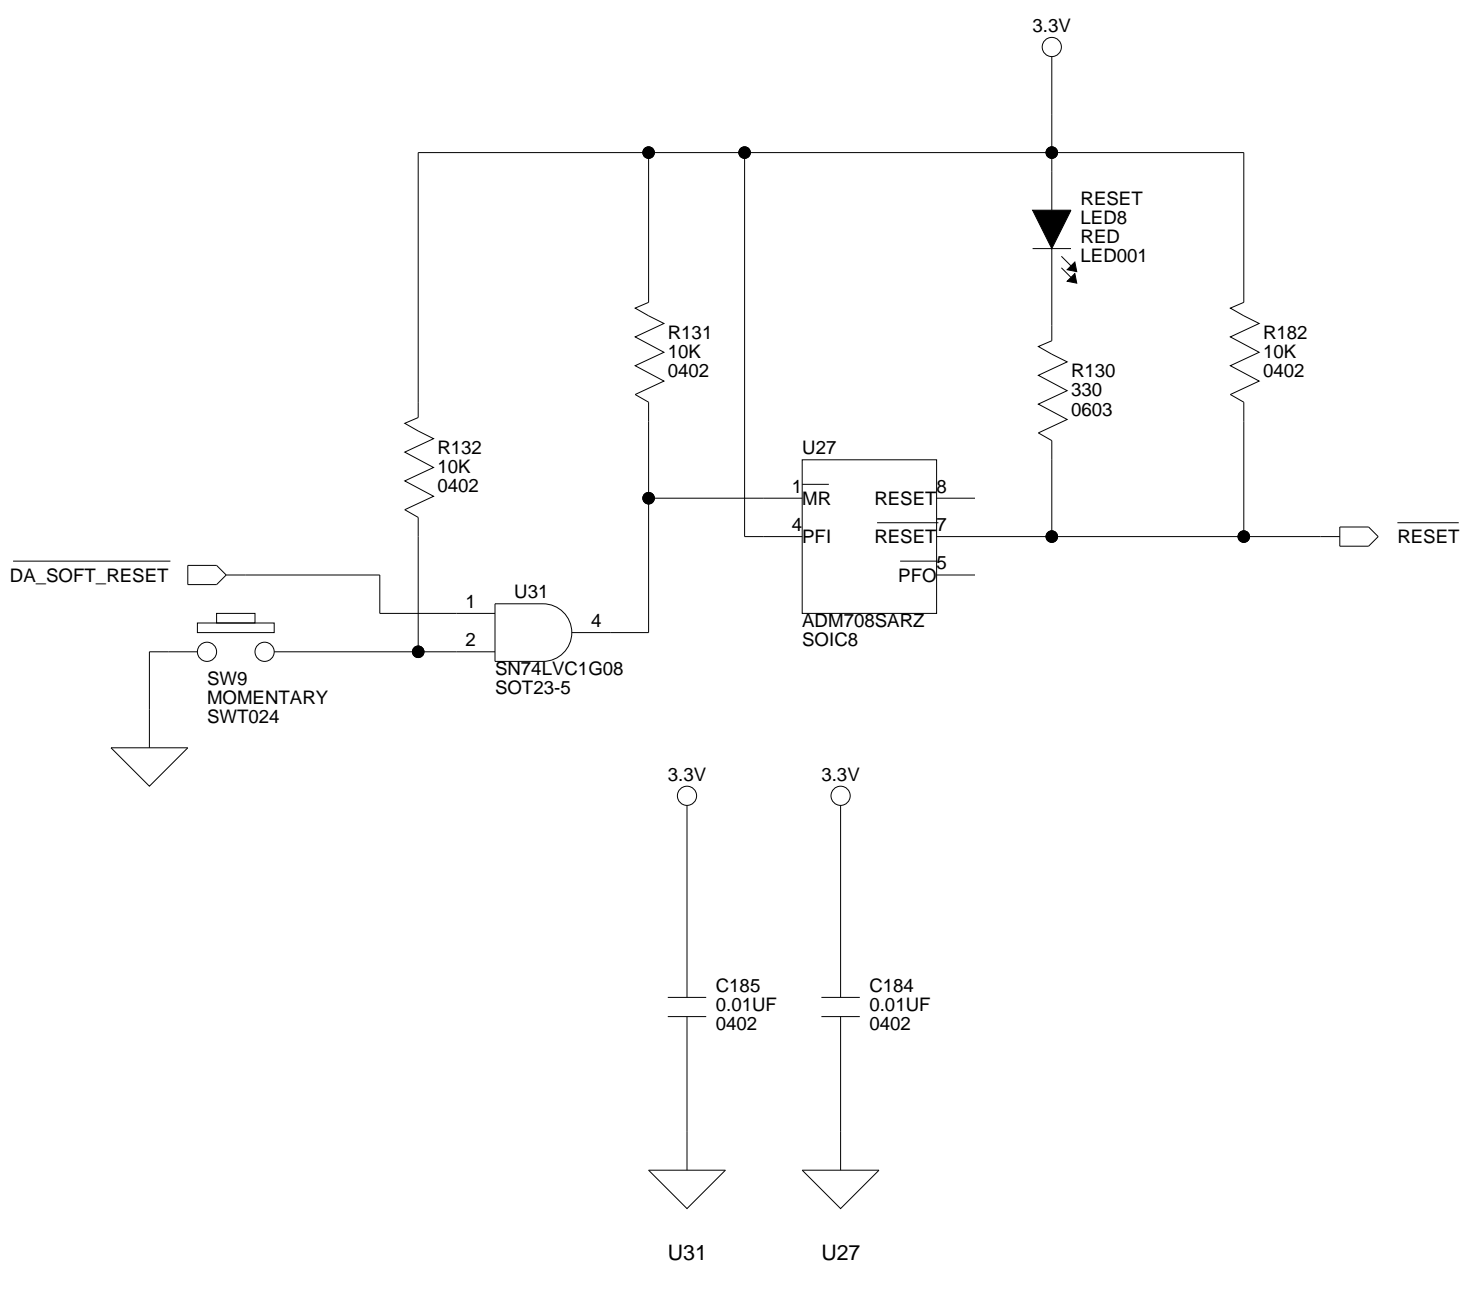 3.3V
RESET
LED8
RED
LED001
R131
10K
0402
R182
10K
0402
R130
330
0603
R132
10K
0402
U27
1
MR
RESET
8
4
PFI
RESET
7
PFO
5
ADM708SARZ
SOIC8
RESET
DA_SOFT_RESET
U31
1
2
4
SN74LVC1G08
SOT23-5
SW9
MOMENTARY
SWT024
3.3V
3.3V
C185
0.01UF
0402
C184
0.01UF
0402
U31
U27